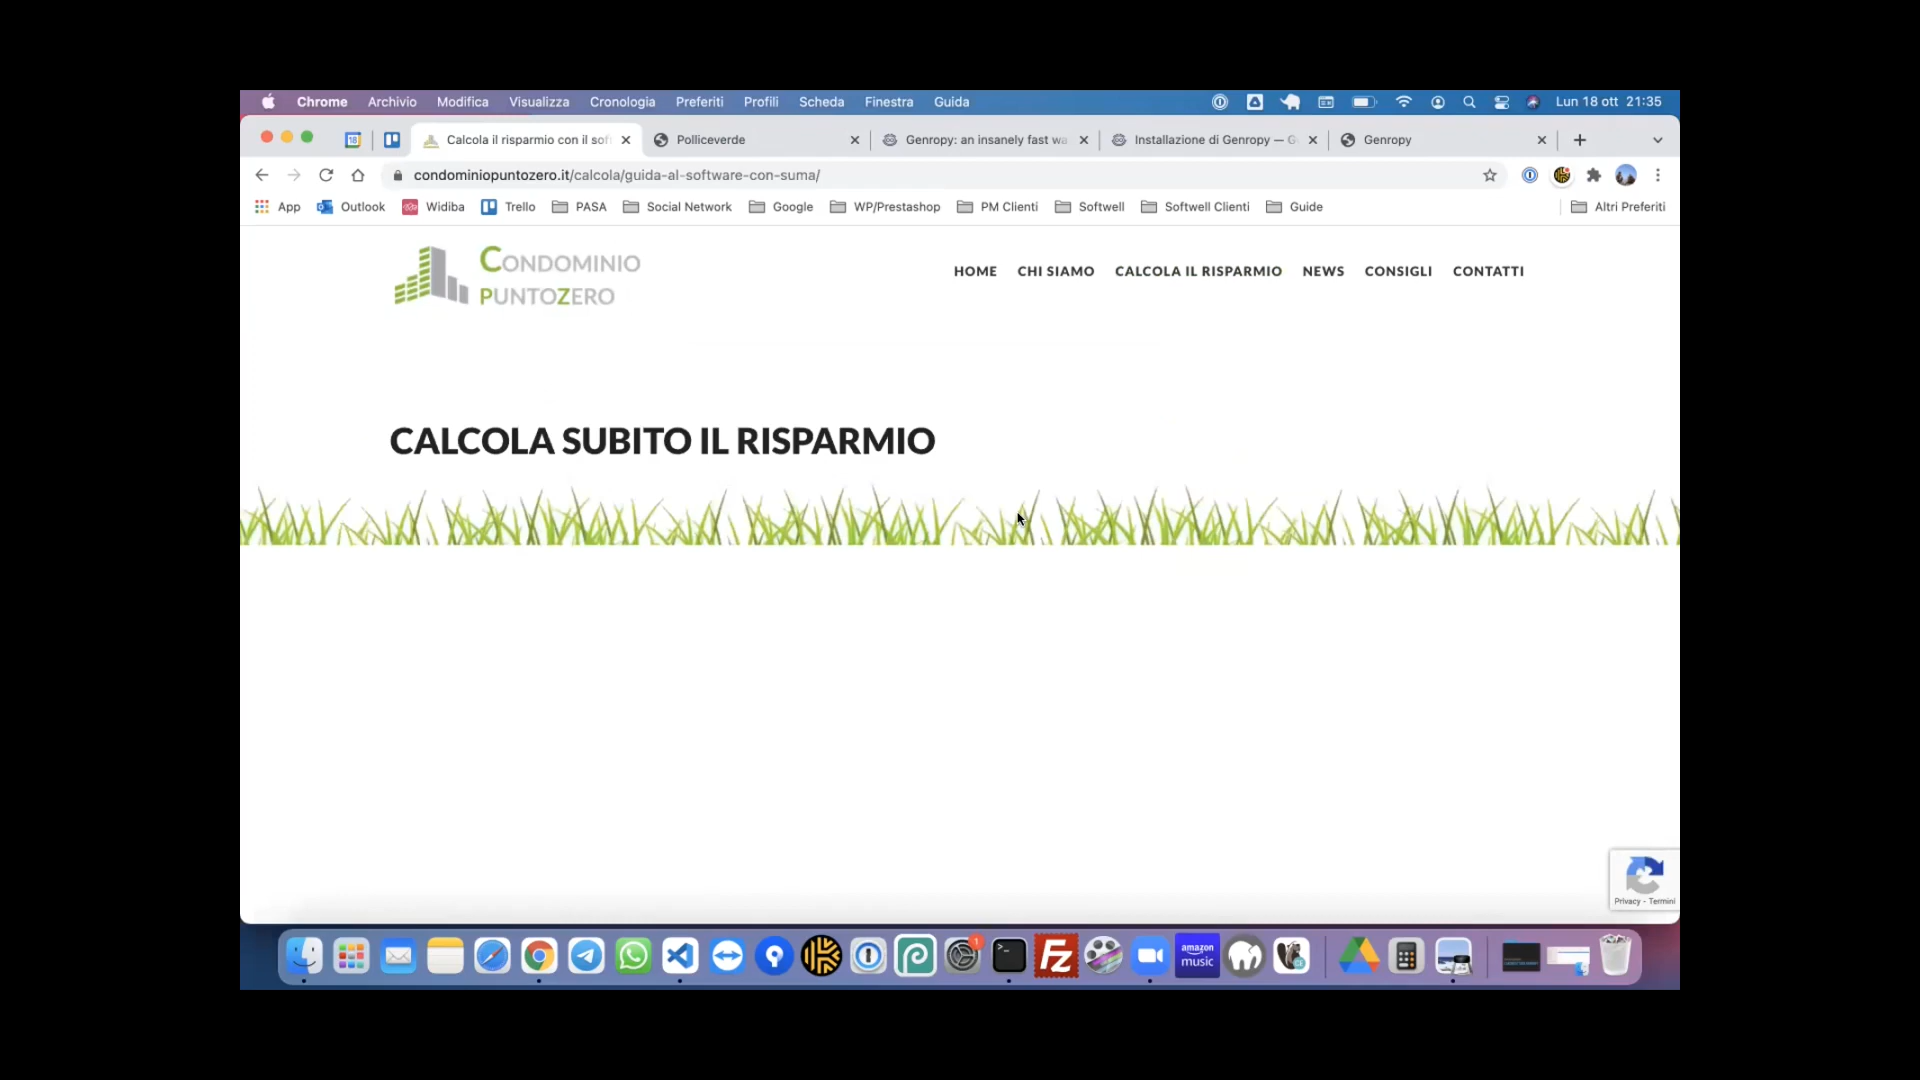 Chrome Archivio Modifica Visualizza Cronologia Preferiti Profili Scheda Finestra Guida Lun 18 ott 21:35
18 Calcola il risparmio con il sof Polliceverde Genropy: an insanely fast wa Installazione di Genropy — G Genropy
condominiopuntozero.it/calcola/guida-al-software-con-suma/
App Outlook Widiba Trello PASA Social Network Google WP/Prestashop PM Clienti Softwell Softwell Clienti Guide Altri Preferiti
CONDOMINIO
PUNTOZERO
HOME CHI SIAMO CALCOLA IL RISPARMIO NEWS CONSIGLI CONTATTI
CALCOLA SUBITO IL RISPARMIO
Privacy - Termini
1
Fz
amazon
music